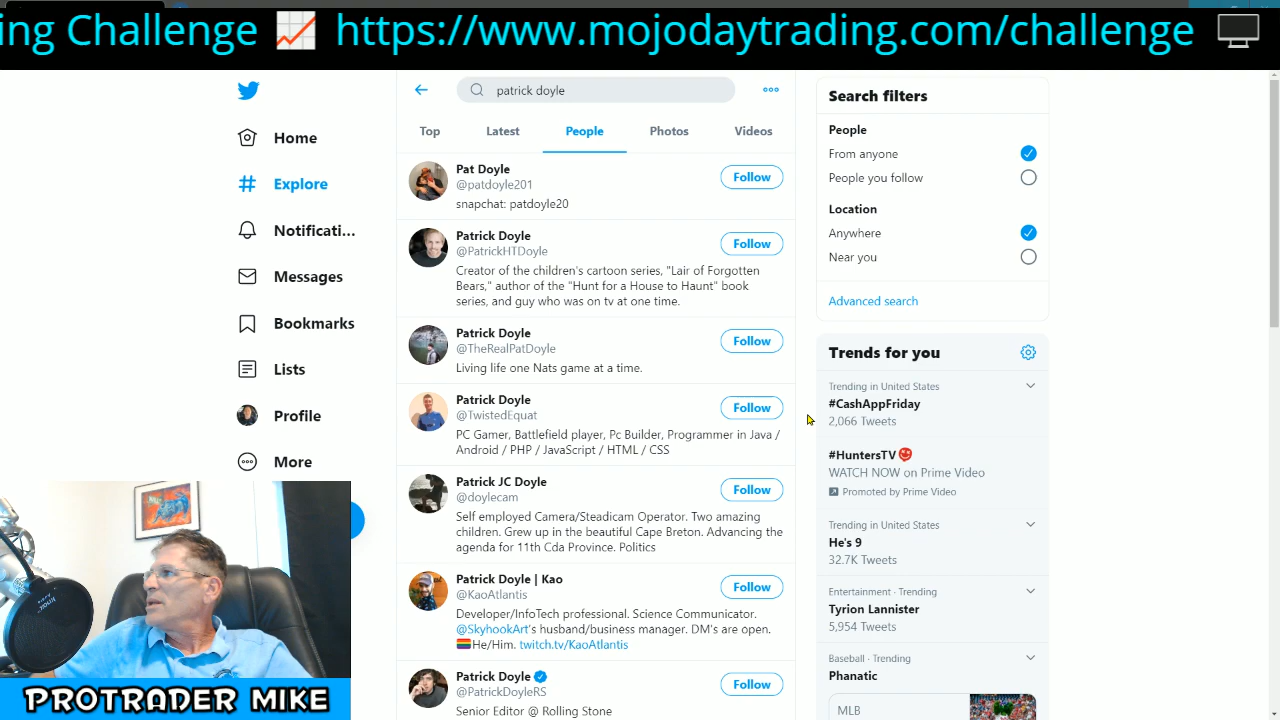 ing Challenge 📈 https://www.mojodaytrading.com/challenge 🖥️
patrick doyle
Top Latest People Photos Videos
Home
Explore
Notificati...
Messages
Bookmarks
Lists
Profile
More
Pat Doyle
@patdoyle201
snapchat: patdoyle20
Follow
Patrick Doyle
@PatrickHTDoyle
Creator of the children's cartoon series, "Lair of Forgotten
Bears," author of the "Hunt for a House to Haunt" book
series, and guy who was on tv at one time.
Follow
Patrick Doyle
@TheRealPatDoyle
Living life one Nats game at a time.
Follow
Patrick Doyle
@TwistedEquat
PC Gamer, Battlefield player, Pc Builder, Programmer in Java /
Android / PHP / JavaScript / HTML / CSS
Follow
Patrick JC Doyle
@doylecam
Self employed Camera/Steadicam Operator. Two amazing
children. Grew up in the beautiful Cape Breton. Advancing the
agenda for 11th Cda Province. Politics
Follow
Patrick Doyle | Kao
@KaoAtlantis
Developer/InfoTech professional. Science Communicator.
@SkyhookArt's husband/business manager. DM's are open.
🏳️‍🌈He/Him. twitch.tv/KaoAtlantis
Follow
Patrick Doyle
@PatrickDoyleRS
Senior Editor @ Rolling Stone
Follow
Search filters
People
From anyone
People you follow
Location
Anywhere
Near you
Advanced search
Trends for you
Trending in United States
#CashAppFriday
2,066 Tweets
#HuntersTV
WATCH NOW on Prime Video
Promoted by Prime Video
Trending in United States
He's 9
32.7K Tweets
Entertainment · Trending
Tyrion Lannister
5,954 Tweets
Baseball · Trending
Phanatic
MLB
PROTRADER MIKE